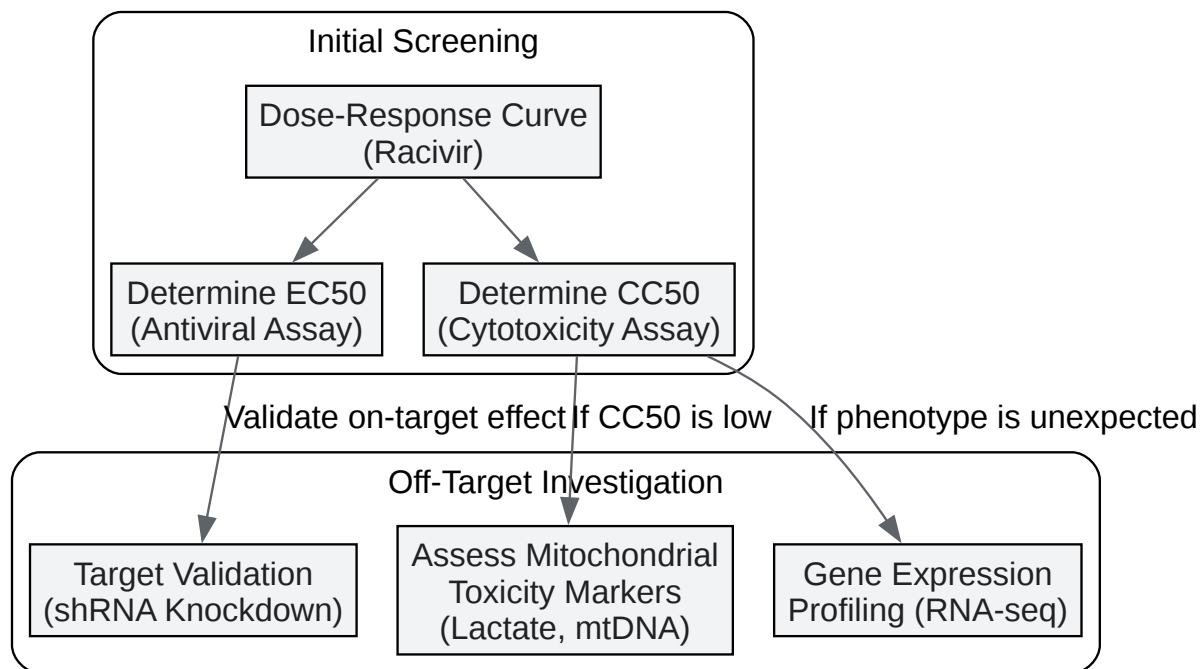 Initial Screening
Dose-Response Curve
(Racivir)
Determine EC50
(Antiviral Assay)
Determine CC50
(Cytotoxicity Assay)
Validate on-target effect
If CC50 is low
If phenotype is unexpected
Off-Target Investigation
Target Validation
(shRNA Knockdown)
Assess Mitochondrial
Toxicity Markers
(Lactate, mtDNA)
Gene Expression
Profiling (RNA-seq)